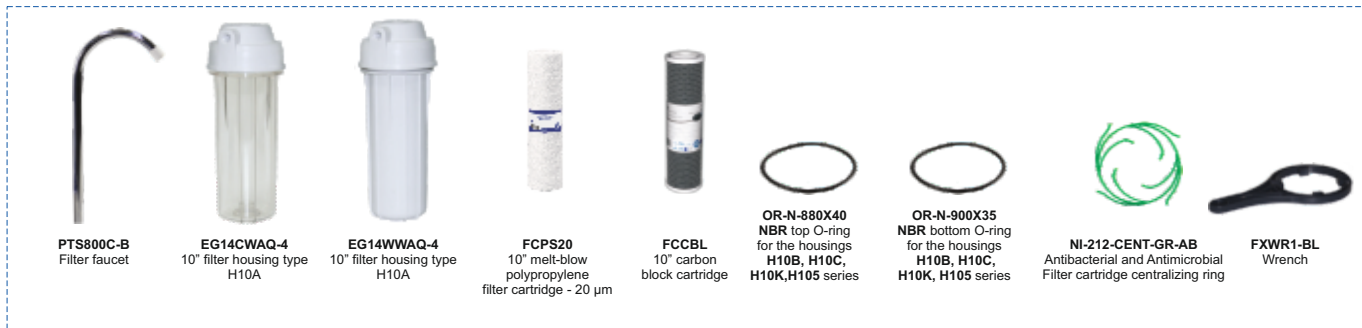 PTS800C-B
Filter faucet
EG14CWAQ-4
10” filter housing type
H10A
EG14WWAQ-4
10” filter housing type
H10A
FCPS20
10” melt-blow
polypropylene
filter cartridge - 20 µm
FCCBL
10” carbon
block cartridge
OR-N-880X40
NBR top O-ring
for the housings
H10B, H10C,
H10K,H105 series
OR-N-900X35
NBR bottom O-ring
for the housings
H10B, H10C,
H10K, H105 series
NI-212-CENT-GR-AB
Antibacterial and Antimicrobial
Filter cartridge centralizing ring
FXWR1-BL
Wrench